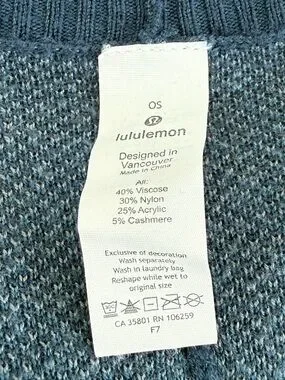 OS
lululemon
Designed in
Vancouver
Made in China
All:
40% Viscose
30% Nylon
25% Acrylic
5% Cashmere
Exclusive of decoration
Wash separately
Wash in laundry bag
Reshape while wet to
original size
CA 35801 RN 106259
F7